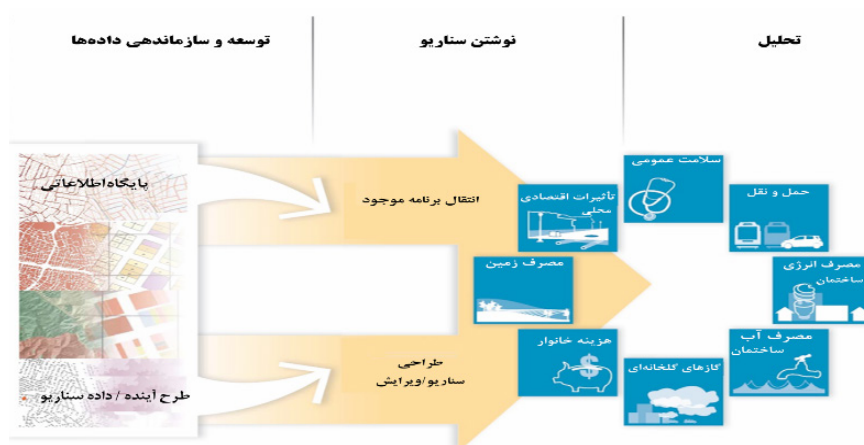 توسعه و سازماندهی داده‌ها
نوشتن سناریو
تحلیل
پایگاه‌اطلاعاتی
طرح آینده / داده سناریو
انتقال برنامه موجود
طراحی
سناریو/ویرایش
سلامت عمومی
تأثیرات اقتصادی
محلی
حمل و نقل
مصرف زمین
مصرف انرژی
ساختمان
هزینه خانوار
مصرف آب
ساختمان
گازهای گلخانه‌ای